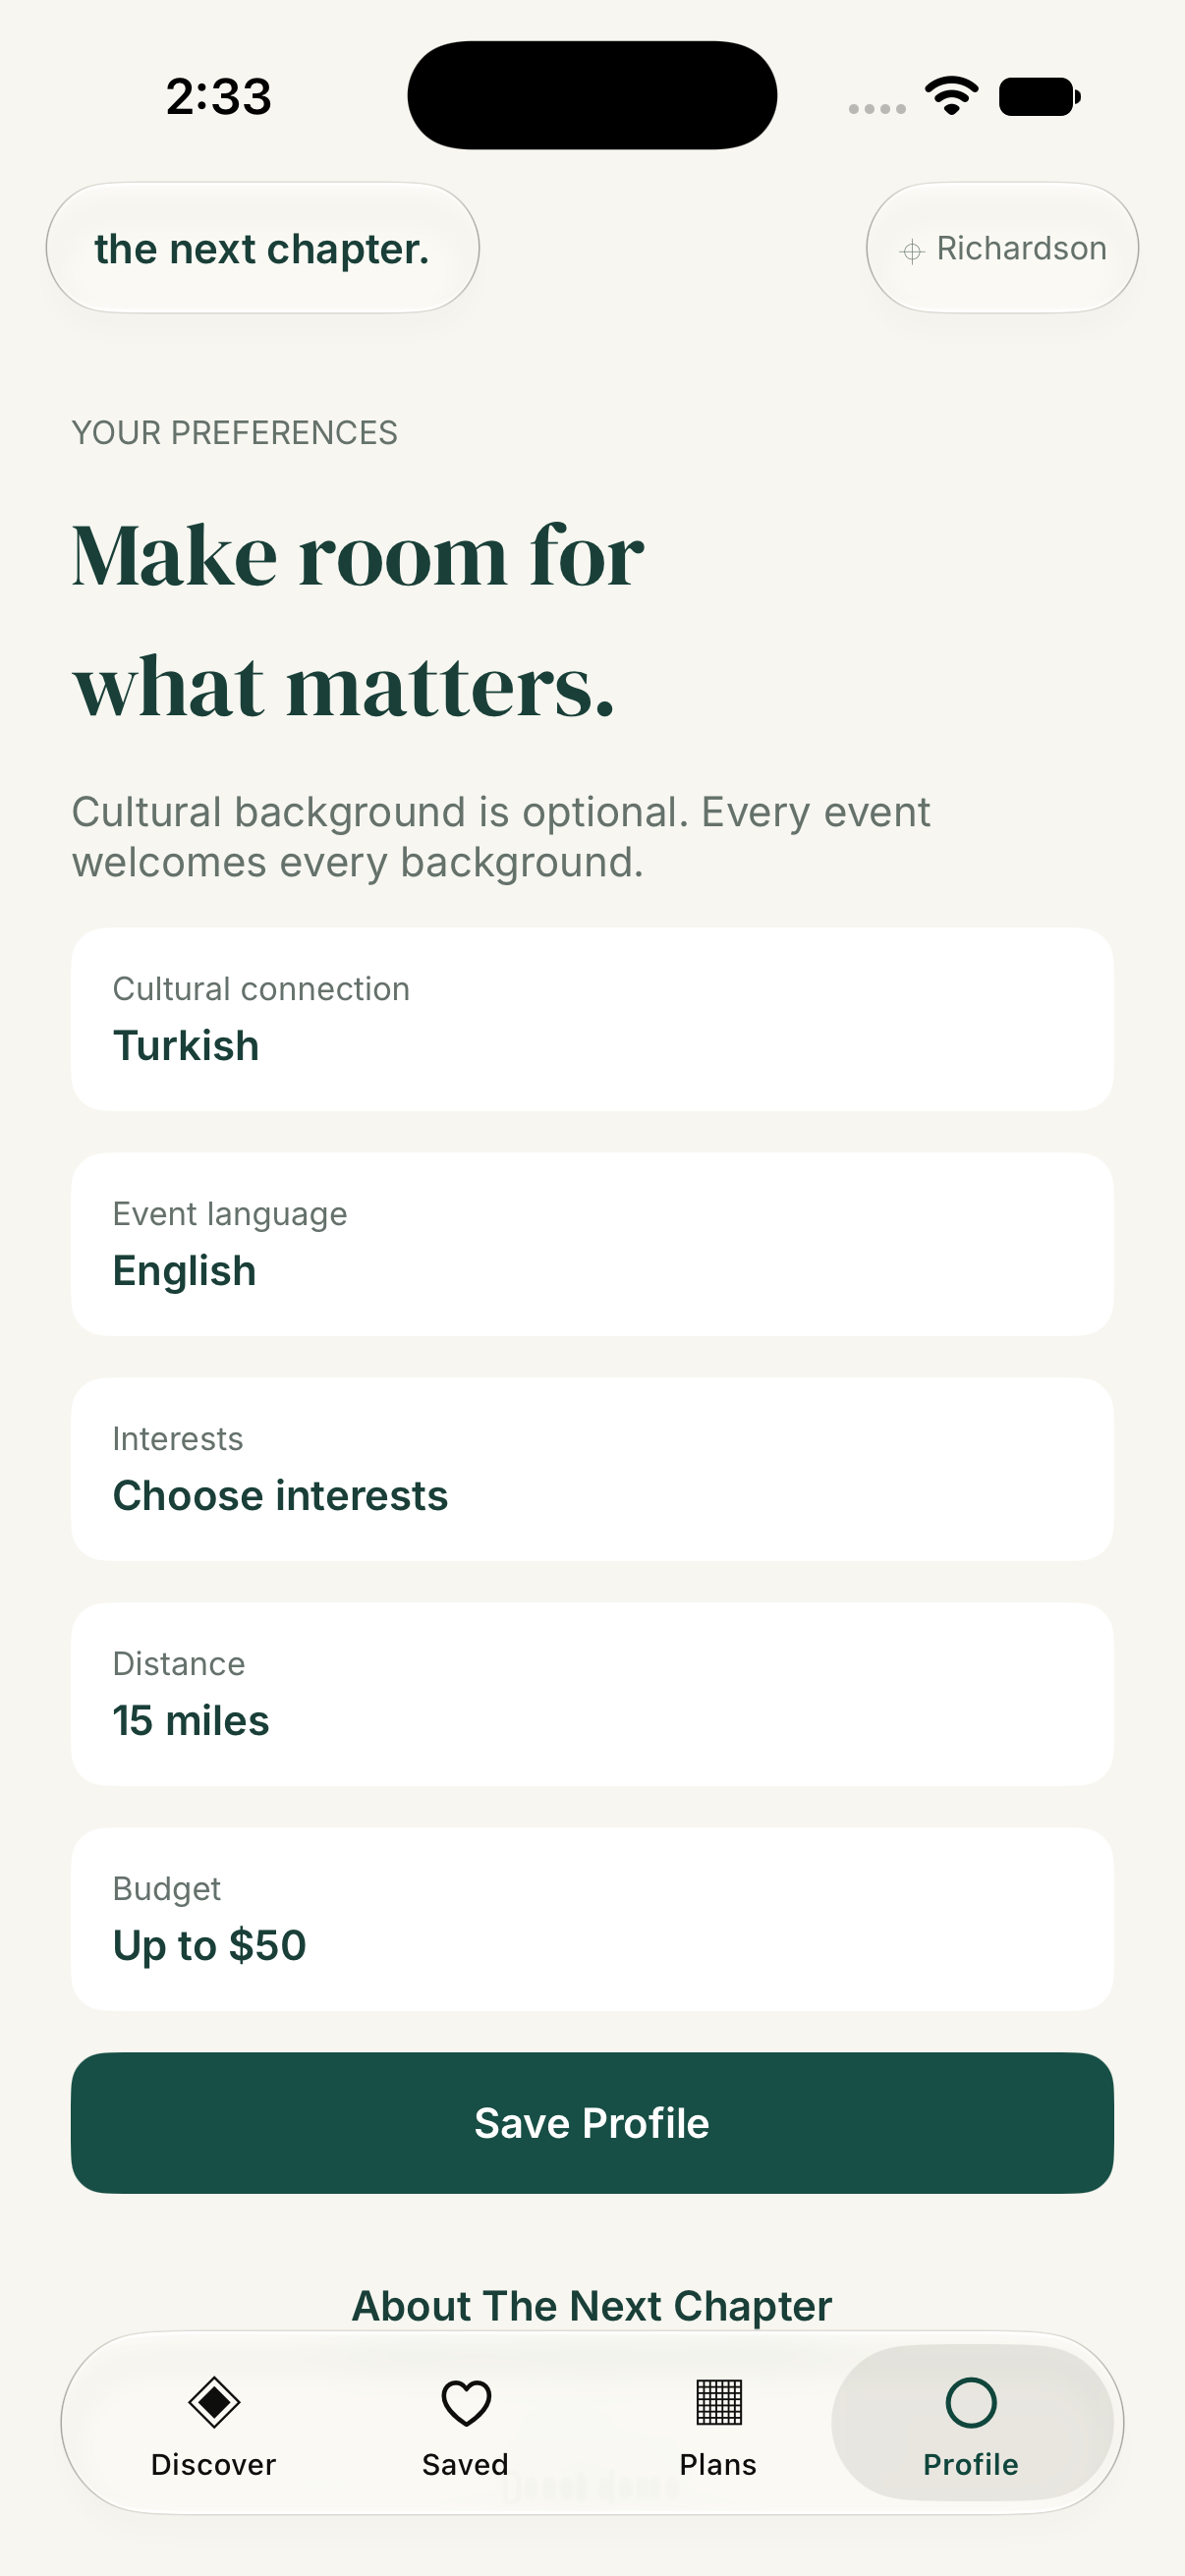 2:33
the next chapter.
Richardson
YOUR PREFERENCES
Make room for
what matters.
Cultural background is optional. Every event
welcomes every background.
Cultural connection
Turkish
Event language
English
Interests
Choose interests
Distance
15 miles
Budget
Up to $50
Save Profile
About The Next Chapter
Discover
Saved
Plans
Profile